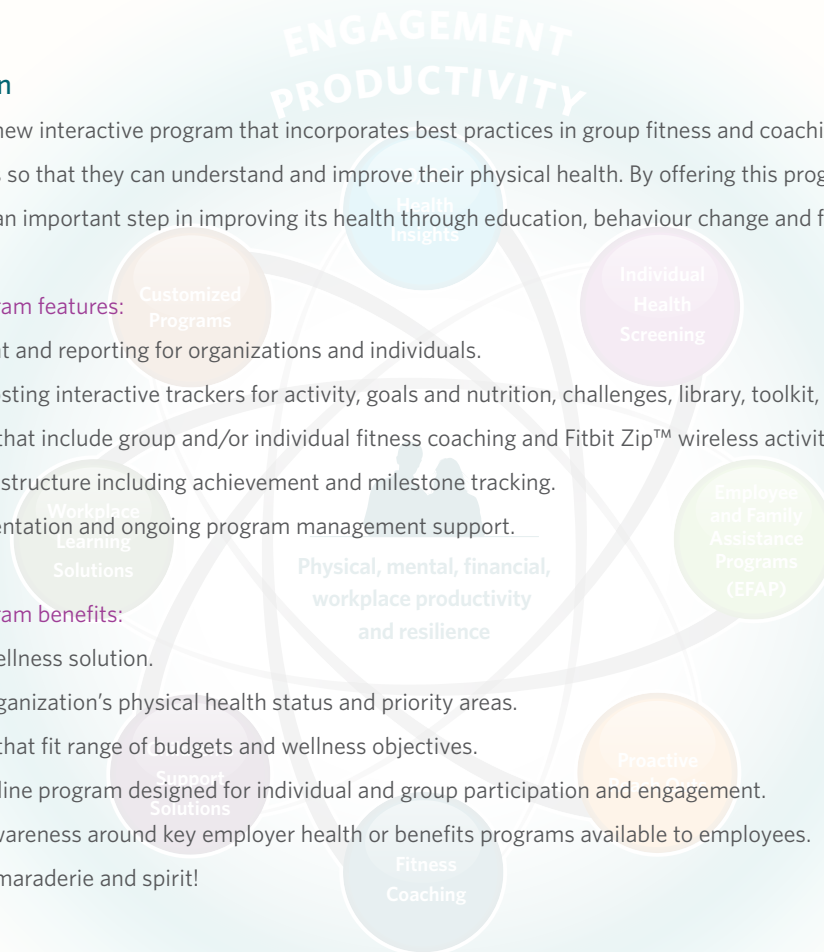 ENGAGEMENT
PRODUCTIVITY
n
new interactive program that incorporates best practices in group fitness and coachi
s so that they can understand and improve their physical health. By offering this prog
an important step in improving its health through education, behaviour change and f
Health
Insights
Customized
Programs
Individual
Health
Screening
ram features:
t and reporting for organizations and individuals.
sting interactive trackers for activity, goals and nutrition, challenges, library, toolkit,
that include group and/or individual fitness coaching and Fitbit Zip™ wireless activit
structure including achievement and milestone tracking.
entation and ongoing program management support.
Workplace
Learning
Solutions
Employee
and Family
Assistance
Programs
(EFAP)
Physical, mental, financial,
workplace productivity
and resilience
ram benefits:
ellness solution.
ganization's physical health status and priority areas.
that fit range of budgets and wellness objectives.
line program designed for individual and group participation and engagement.
wareness around key employer health or benefits programs available to employees.
maraderie and spirit!
Support
Solutions
Proactive
Fitness
Coaching